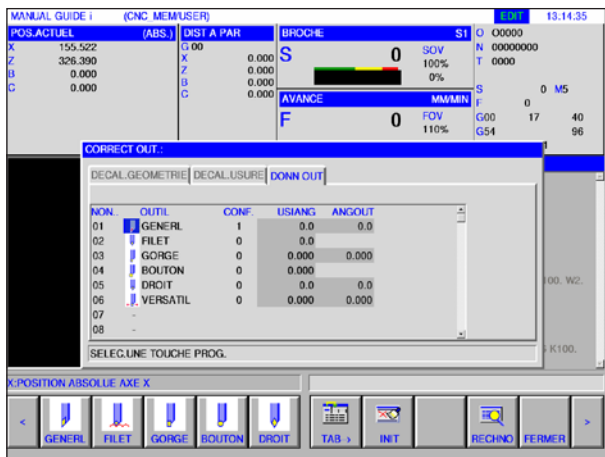 MANUAL GUIDE i (CNC_MEM/USER) EDIT 13.14.35
POS.ACTUEL (ABS.) DIST A PAR BROCHE S1 O O0000
X 155.522 G 00 S 0 SOV N 00000000
Z 326.390 X 0.000 100% T 0000
B 0.000 Z 0.000 0%
C 0.000 B 0.000 S 0 M5
C 0.000 AVANCE MM/MIN F 0
F 0 FOV G00 17 40
110% G54 96
1
CORRECT OUT.:
DECAL.GEOMETRIE DECAL.USURE DONN OUT
NON.. OUTIL CONF. USIANG ANGOUT
01 GENERL 1 0.0 0.0
02 FILET 0 0.0
03 GORGE 0 0.000 0.000
04 BOUTON 0 0.000
05 DROIT 0 0.0 0.0
06 VERSATIL 0 0.000 0.000
07 -
08 -
100. W2.
K100.
SELEC.UNE TOUCHE PROG.
X:POSITION ABSOLUE AXE X
< GENERL FILET GORGE BOUTON DROIT TAB > INIT RECHNO FERMER >